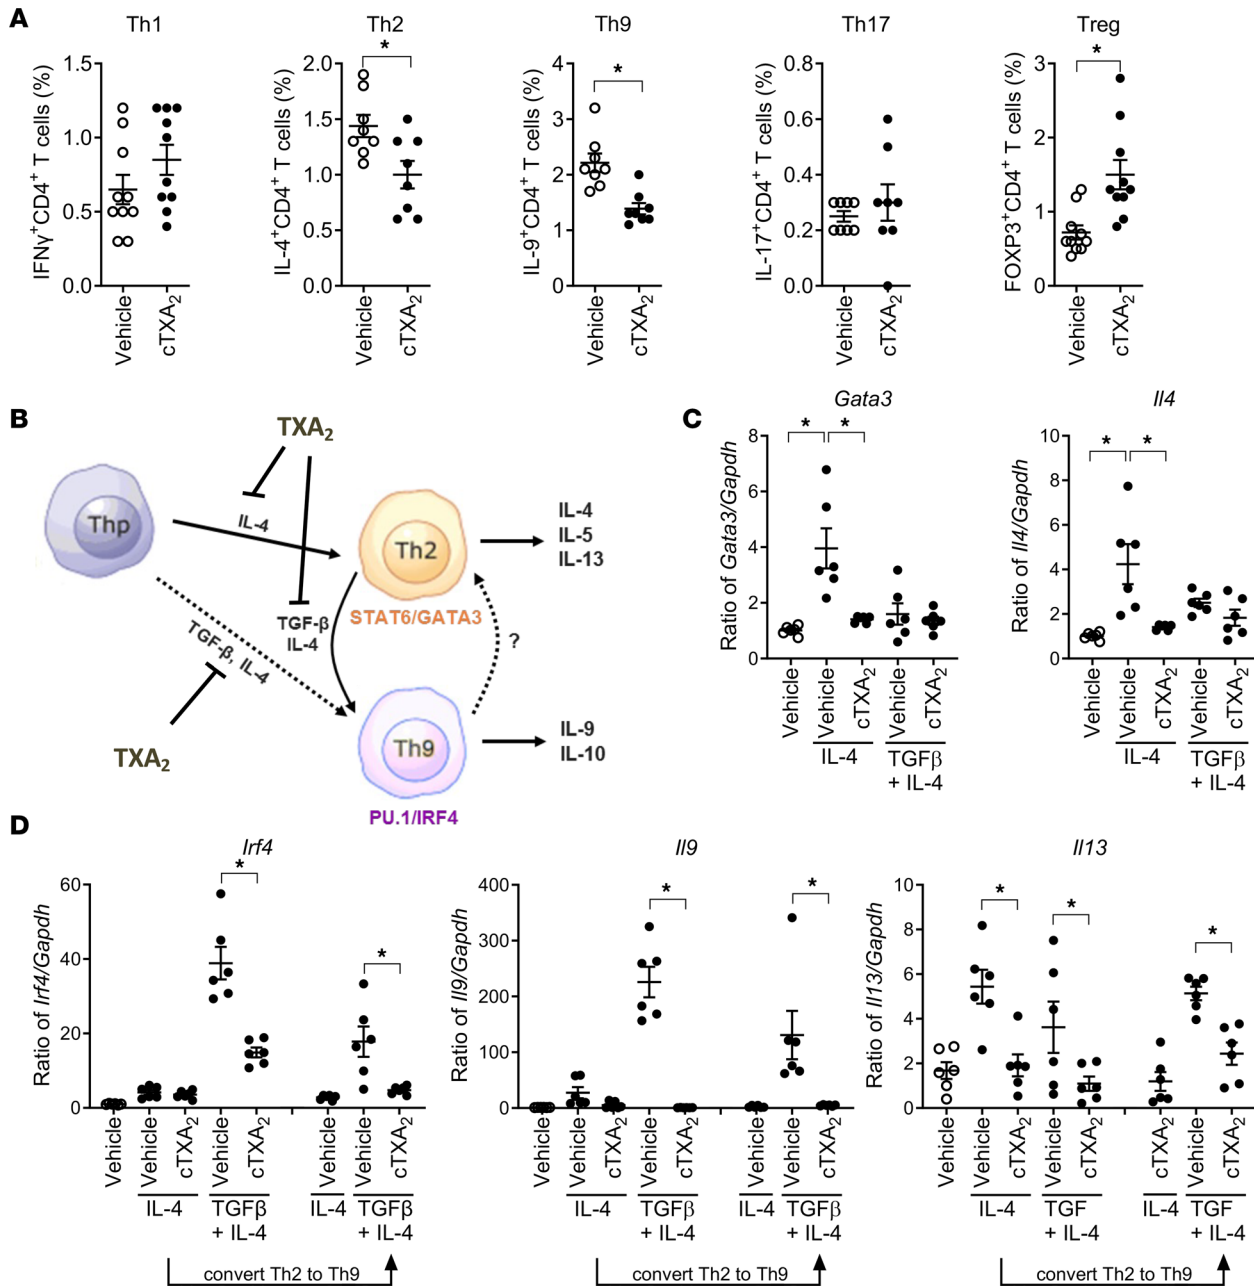 A
Th1
IFNγ⁺CD4⁺ T cells (%)
1.5
1.0
0.5
0.0
Vehicle
cTXA₂
Th2
*
IL-4⁺CD4⁺ T cells (%)
2.0
1.5
1.0
0.5
0.0
Vehicle
cTXA₂
Th9
*
IL-9⁺CD4⁺ T cells (%)
4
3
2
1
0
Vehicle
cTXA₂
Th17
IL-17⁺CD4⁺ T cells (%)
0.8
0.6
0.4
0.2
0.0
Vehicle
cTXA₂
Treg
*
FOXP3⁺CD4⁺ T cells (%)
3
2
1
0
Vehicle
cTXA₂
B
TXA₂
Thp
IL-4
Th2
STAT6/GATA3
IL-4
IL-5
IL-13
TGF-β
IL-4
TGF-β, IL-4
?
TXA₂
Th9
PU.1/IRF4
IL-9
IL-10
C
Gata3
* *
Ratio of Gata3/Gapdh
8
6
4
2
0
Vehicle
Vehicle
cTXA₂
Vehicle
cTXA₂
IL-4
TGFβ
+ IL-4
Il4
* *
Ratio of Il4/Gapdh
10
8
6
4
2
0
Vehicle
Vehicle
cTXA₂
Vehicle
cTXA₂
IL-4
TGFβ
+ IL-4
D
Irf4
*
*
Ratio of Irf4/Gapdh
60
40
20
0
Vehicle
Vehicle
cTXA₂
Vehicle
cTXA₂
Vehicle
Vehicle
cTXA₂
IL-4
TGFβ
+ IL-4
IL-4
TGFβ
+ IL-4
convert Th2 to Th9
Il9
*
*
Ratio of Il9/Gapdh
400
300
200
100
0
Vehicle
Vehicle
cTXA₂
Vehicle
cTXA₂
Vehicle
Vehicle
cTXA₂
IL-4
TGFβ
+ IL-4
IL-4
TGFβ
+ IL-4
convert Th2 to Th9
Il13
*
*
*
Ratio of Il13/Gapdh
10
8
6
4
2
0
Vehicle
Vehicle
cTXA₂
Vehicle
cTXA₂
cTXA₂
Vehicle
cTXA₂
IL-4
TGF
+ IL-4
IL-4
TGF
+ IL-4
convert Th2 to Th9